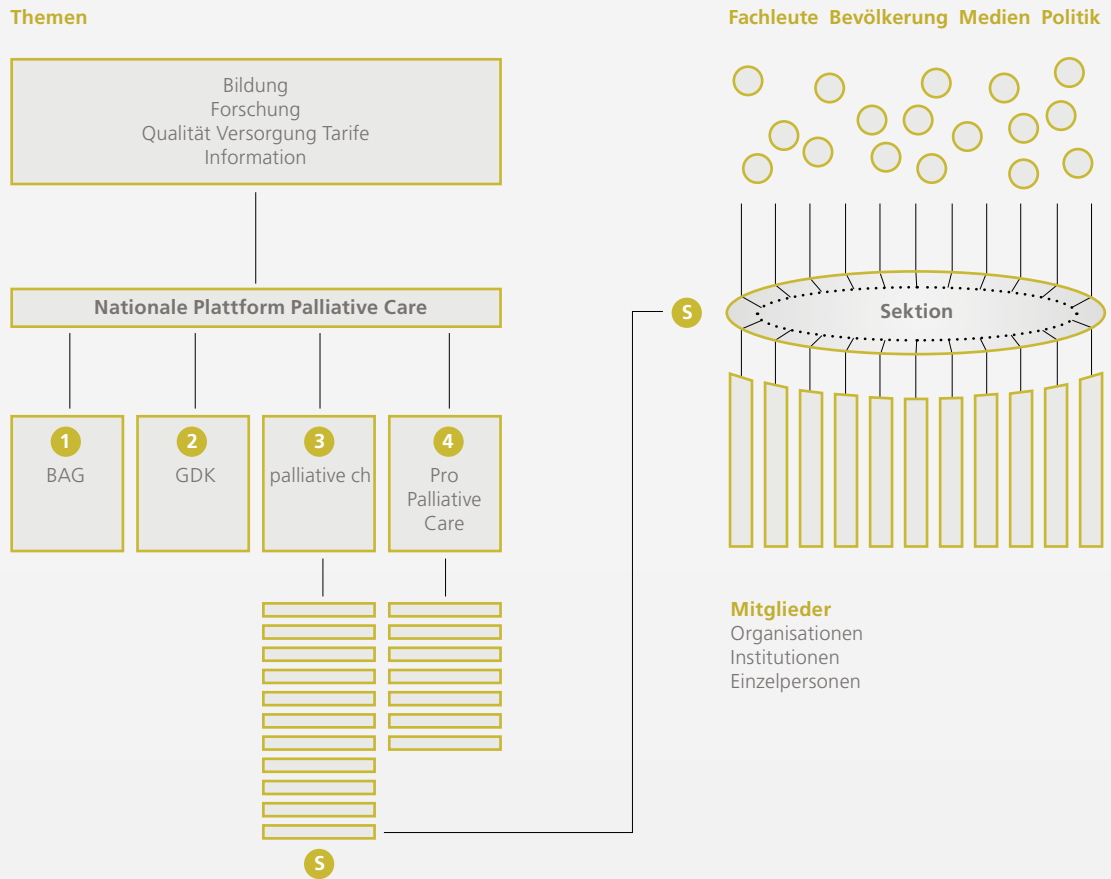 Themen
Bildung
Forschung
Qualität Versorgung Tarife
Information
Nationale Plattform Palliative Care
1
BAG
2
GDK
3
palliative ch
4
Pro
Palliative
Care
S
Fachleute Bevölkerung Medien Politik
S
Sektion
Mitglieder
Organisationen
Institutionen
Einzelpersonen